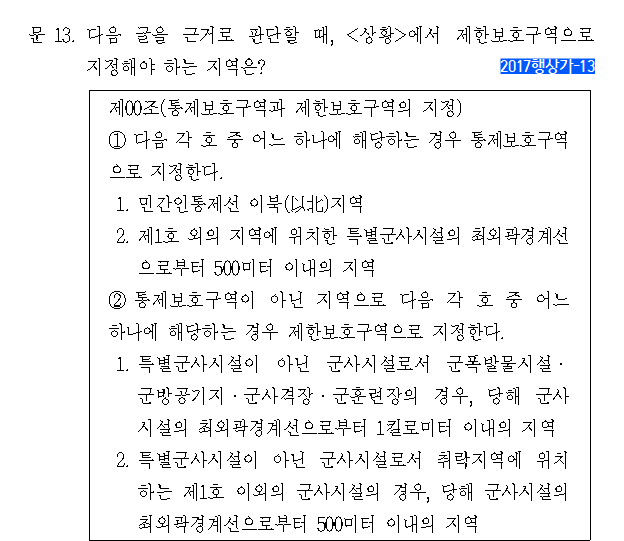 문 13. 다음 글을 근거로 판단할 때, <상황>에서 제한보호구역으로
지정해야 하는 지역은?
2017행상가-13
제00조(통제보호구역과 제한보호구역의 지정)
① 다음 각 호 중 어느 하나에 해당하는 경우 통제보호구역
으로 지정한다.
1. 민간인통제선 이북(以北)지역
2. 제1호 외의 지역에 위치한 특별군사시설의 최외곽경계선
으로부터 500미터 이내의 지역
② 통제보호구역이 아닌 지역으로 다음 각 호 중 어느
하나에 해당하는 경우 제한보호구역으로 지정한다.
1. 특별군사시설이 아닌 군사시설로서 군폭발물시설·
군방공기지·군사격장·군훈련장의 경우, 당해 군사
시설의 최외곽경계선으로부터 1킬로미터 이내의 지역
2. 특별군사시설이 아닌 군사시설로서 취락지역에 위치
하는 제1호 이외의 군사시설의 경우, 당해 군사시설의
최외곽경계선으로부터 500미터 이내의 지역